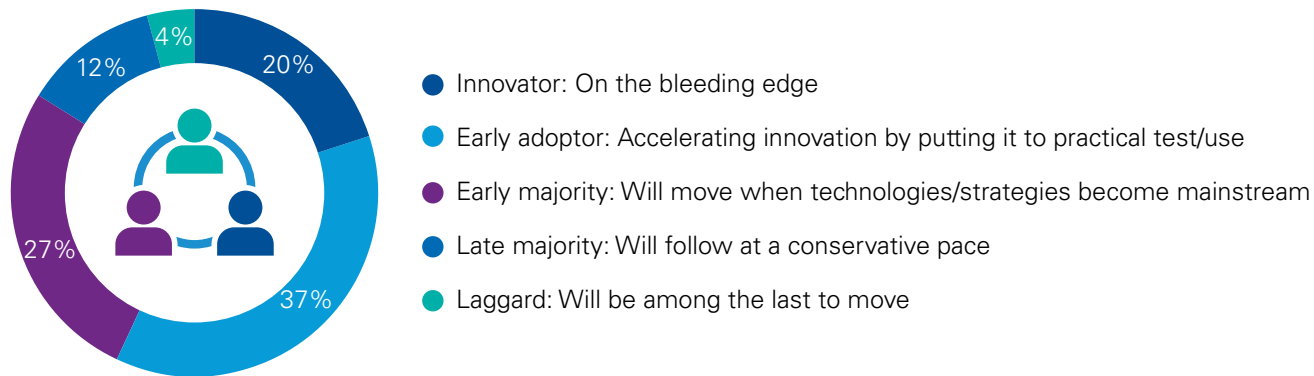 4%
20%
12%
27%
37%
Innovator: On the bleeding edge
Early adoptor: Accelerating innovation by putting it to practical test/use
Early majority: Will move when technologies/strategies become mainstream
Late majority: Will follow at a conservative pace
Laggard: Will be among the last to move